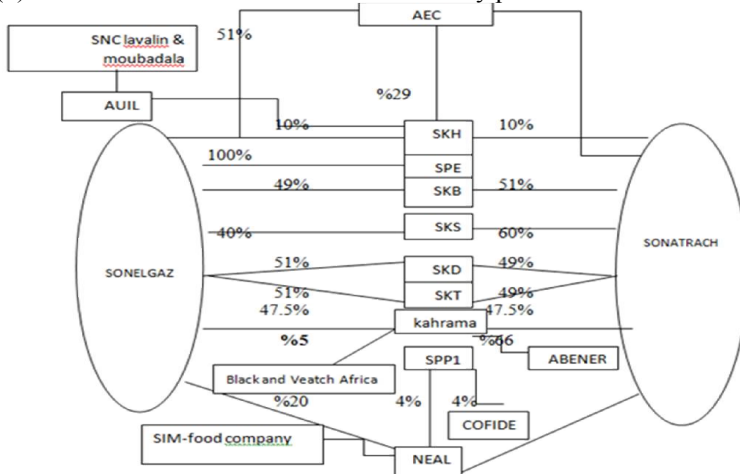 AEC
SNC lavalin &
moubadala
51%
AUIL
%29
10%
SKH
10%
100%
SPE
49%
SKB
51%
SKS
40%
60%
SONELGAZ
SONATRACH
51%
SKD
49%
51%
SKT
49%
47.5%
kahrama
47.5%
%5
%66
SPP1
ABENER
Black and Veatch Africa
%20
4%
4%
COFIDE
SIM-food company
NEAL